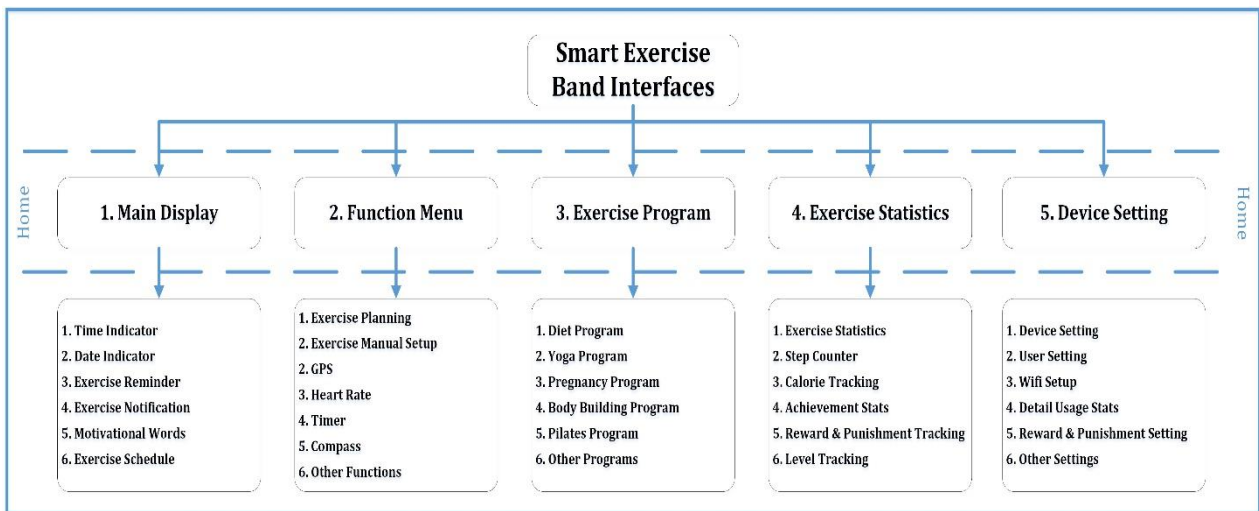 Smart Exercise
Band Interfaces
Home
1. Main Display
2. Function Menu
3. Exercise Program
4. Exercise Statistics
5. Device Setting
Home
1. Time Indicator
2. Date Indicator
3. Exercise Reminder
4. Exercise Notification
5. Motivational Words
6. Exercise Schedule
1. Exercise Planning
2. Exercise Manual Setup
2. GPS
3. Heart Rate
4. Timer
5. Compass
6. Other Functions
1. Diet Program
2. Yoga Program
3. Pregnancy Program
4. Body Building Program
5. Pilates Program
6. Other Programs
1. Exercise Statistics
2. Step Counter
3. Calorie Tracking
4. Achievement Stats
5. Reward & Punishment Tracking
6. Level Tracking
1. Device Setting
2. User Setting
3. Wifi Setup
4. Detail Usage Stats
5. Reward & Punishment Setting
6. Other Settings